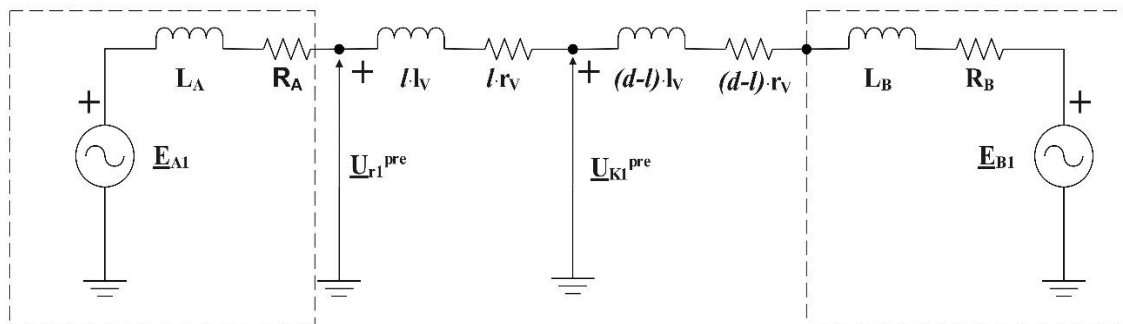 L_A R_A l·l_V l·r_V (d-l)·l_V (d-l)·r_V L_B R_B
+ + + +
E_A1 U_r1^pre U_K1^pre E_B1